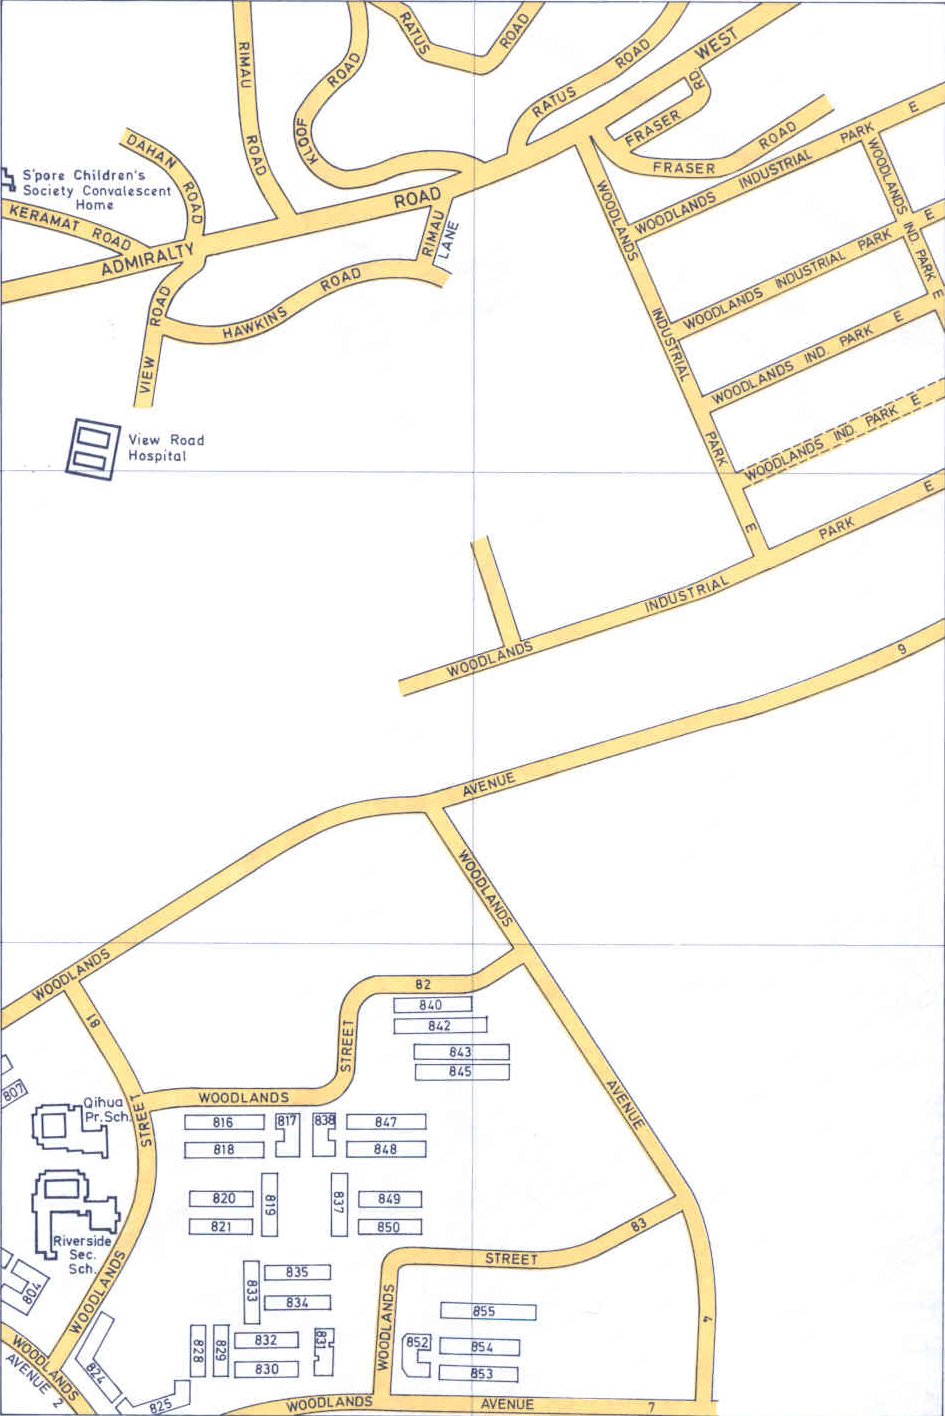 RATUS
ROAD
RIMAU
ROAD
KLOOF
ROAD
RATUS
ROAD
WEST
FRASER
RD.
FRASER
ROAD
DAHAN
ROAD
S'pore Children's
Society Convalescent
Home
KERAMAT ROAD
ADMIRALTY
ROAD
RIMAU
LANE
HAWKINS
ROAD
VIEW
ROAD
View Road
Hospital
WOODLANDS
INDUSTRIAL
PARK
E
WOODLANDS
INDUSTRIAL
PARK
E
WOODLANDS
IND. PARK
E
WOODLANDS
INDUSTRIAL
PARK
E
WOODLANDS
IND. PARK
E
WOODLANDS
IND. PARK
E
WOODLANDS
INDUSTRIAL
PARK
E
WOODLANDS
AVENUE
9
WOODLANDS
AVENUE
4
WOODLANDS
STREET
81
WOODLANDS
STREET
82
840
842
843
845
807
Qihua
Pr. Sch.
816
817
838
847
818
848
820
819
837
849
821
850
Riverside
Sec.
Sch.
804
WOODLANDS
STREET
83
833
835
834
828
829
832
831
830
855
852
854
853
824
825
WOODLANDS
AVENUE 2
WOODLANDS
AVENUE
7